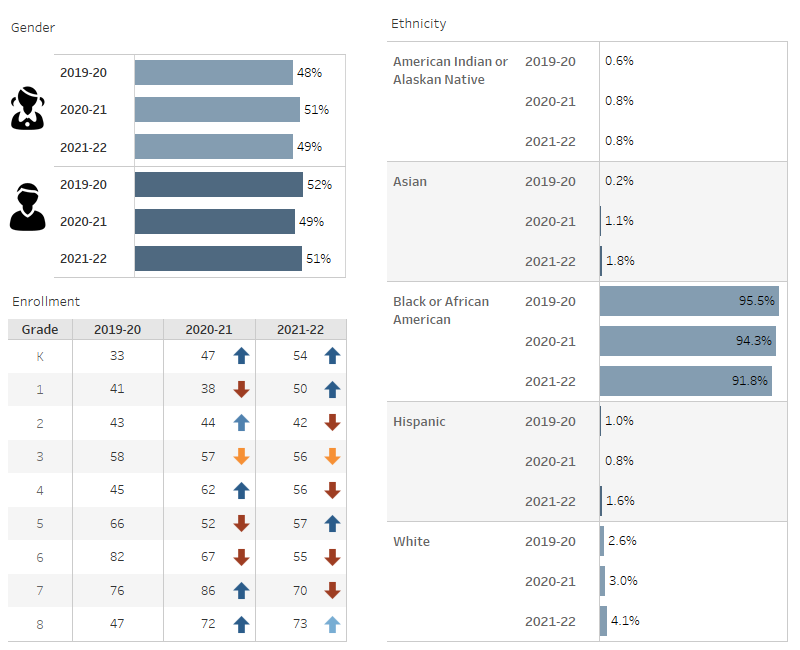 Gender
2019-20 48%
2020-21 51%
2021-22 49%
2019-20 52%
2020-21 49%
2021-22 51%
Enrollment
Grade 2019-20 2020-21 2021-22
K 33 47 54
1 41 38 50
2 43 44 42
3 58 57 56
4 45 62 56
5 66 52 57
6 82 67 55
7 76 86 70
8 47 72 73
Ethnicity
American Indian or 2019-20 0.6%
Alaskan Native
2020-21 0.8%
2021-22 0.8%
Asian 2019-20 0.2%
2020-21 1.1%
2021-22 1.8%
Black or African 2019-20 95.5%
American
2020-21 94.3%
2021-22 91.8%
Hispanic 2019-20 1.0%
2020-21 0.8%
2021-22 1.6%
White 2019-20 2.6%
2020-21 3.0%
2021-22 4.1%